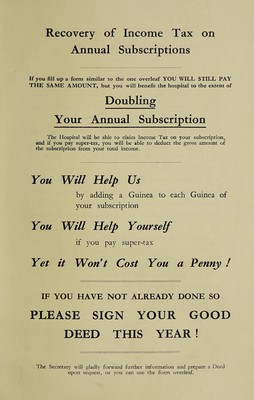 Recovery of Income Tax on
Annual Subscriptions
If you fill up a form similar to the one overleaf YOU WILL STILL PAY
THE SAME AMOUNT, but you will benefit the hospital to the extent of
Doubling
Your Annual Subscription
The Hospital will be able to claim Income Tax on your subscription,
and if you pay super-tax, you will be able to deduct the gross amount of
the subscription from your total income.
You Will Help Us
by adding a Guinea to each Guinea of
your subscription
You Will Help Yourself
if you pay super-tax
Yet it Won't Cost You a Penny !
IF YOU HAVE NOT ALREADY DONE SO
PLEASE SIGN YOUR GOOD
DEED THIS YEAR !
The Secretary will gladly forward further information and prepare a Deed
upon request, or you can use the form overleaf.